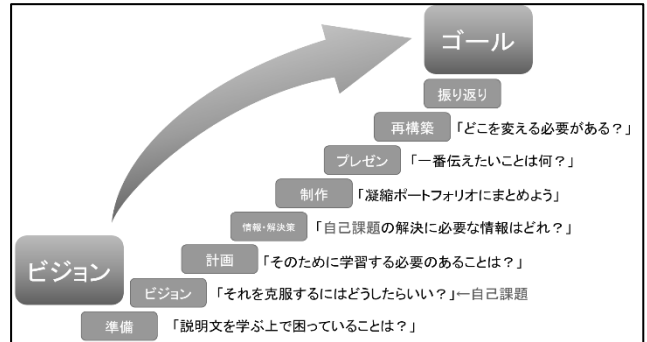 ゴール
振り返り
再構築 「どこを変える必要がある？」
プレゼン 「一番伝えたいことは何？」
制作 「凝縮ポートフォリオにまとめよう」
情報・解決策 「自己課題の解決に必要な情報はどれ？」
計画 「そのために学習する必要のあることは？」
ビジョン
ビジョン 「それを克服するにはどうしたらいい？」←自己課題
準備 「説明文を学ぶ上で困っていることは？」